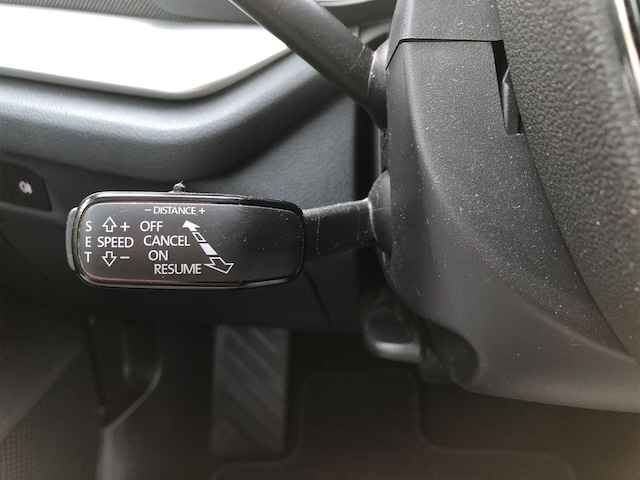 − DISTANCE +
S + OFF
E SPEED CANCEL
T − ON
RESUME